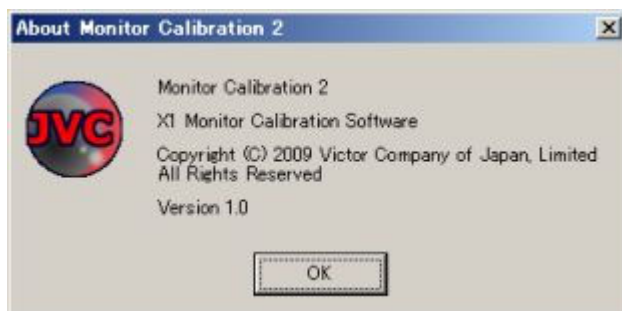 About Monitor Calibration 2
JVC
Monitor Calibration 2
X1 Monitor Calibration Software
Copyright (C) 2009 Victor Company of Japan, Limited
All Rights Reserved
Version 1.0
OK